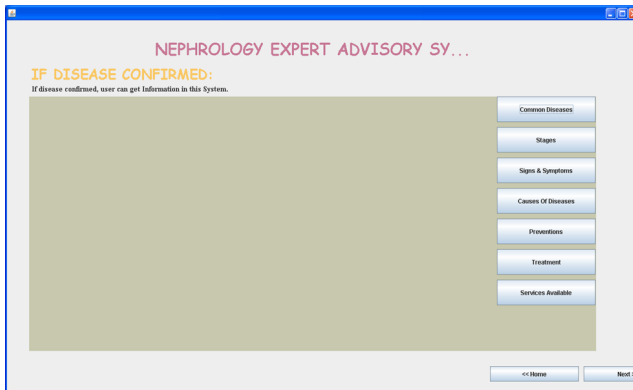 NEPHROLOGY EXPERT ADVISORY SY...
IF DISEASE CONFIRMED:
If disease confirmed, user can get Information in this System.
Common Diseases
Stages
Signs & Symptoms
Causes Of Diseases
Preventions
Treatment
Services Available
<< Home
Next